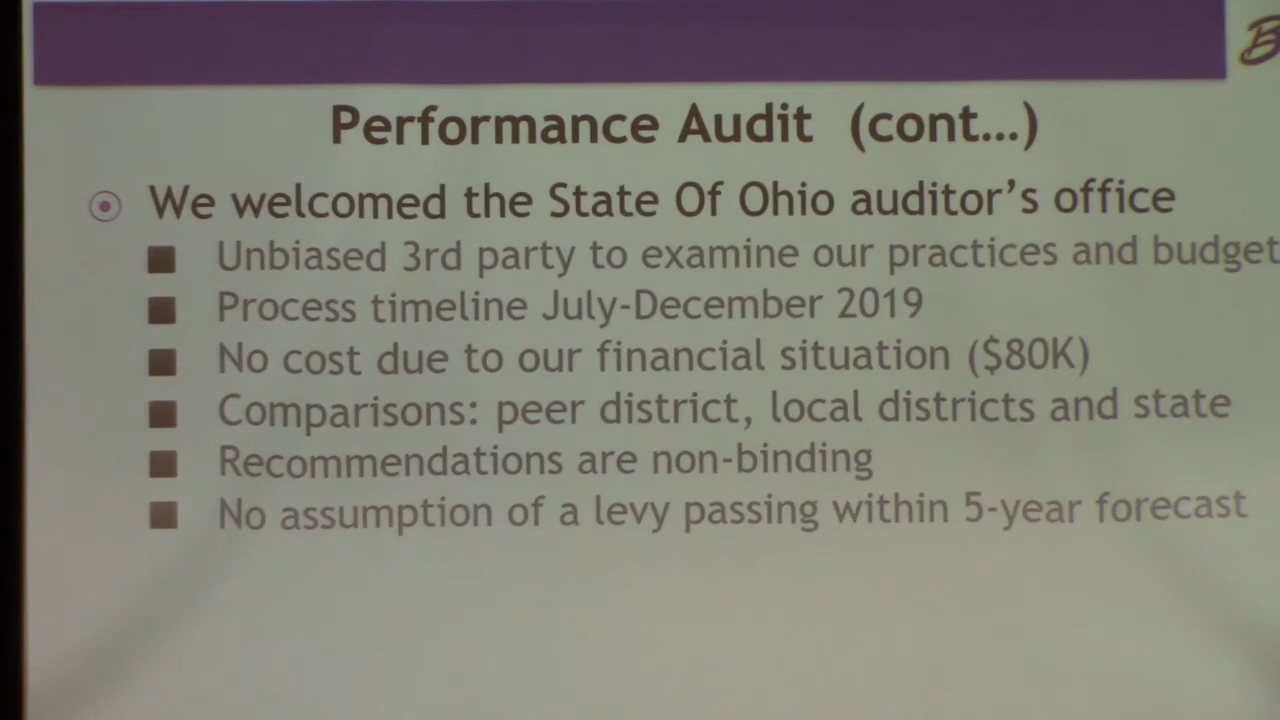 B
Performance Audit (cont...)
We welcomed the State Of Ohio auditor's office
Unbiased 3rd party to examine our practices and budget
Process timeline July-December 2019
No cost due to our financial situation ($80K)
Comparisons: peer district, local districts and state
Recommendations are non-binding
No assumption of a levy passing within 5-year forecast